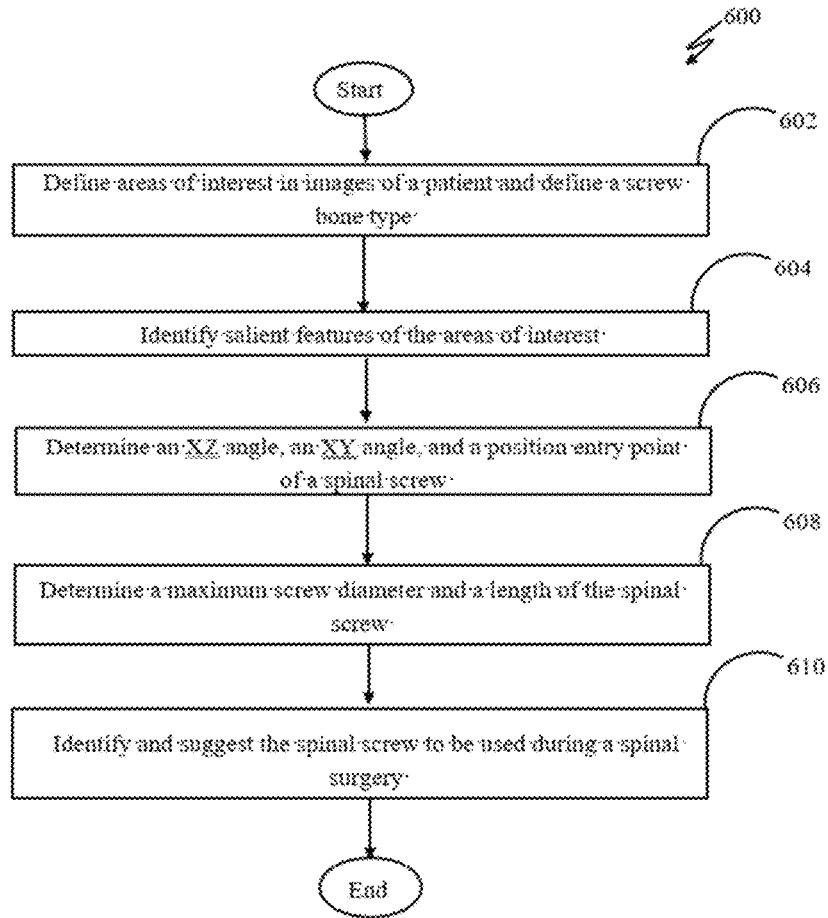 600
Start
602
Define areas of interest in images of a patient and define a screw
bone type
604
Identify salient features of the areas of interest
606
Determine an XZ angle, an XY angle, and a position entry point
of a spinal screw
608
Determine a maximum screw diameter and a length of the spinal
screw
610
Identify and suggest the spinal screw to be used during a spinal
surgery
End